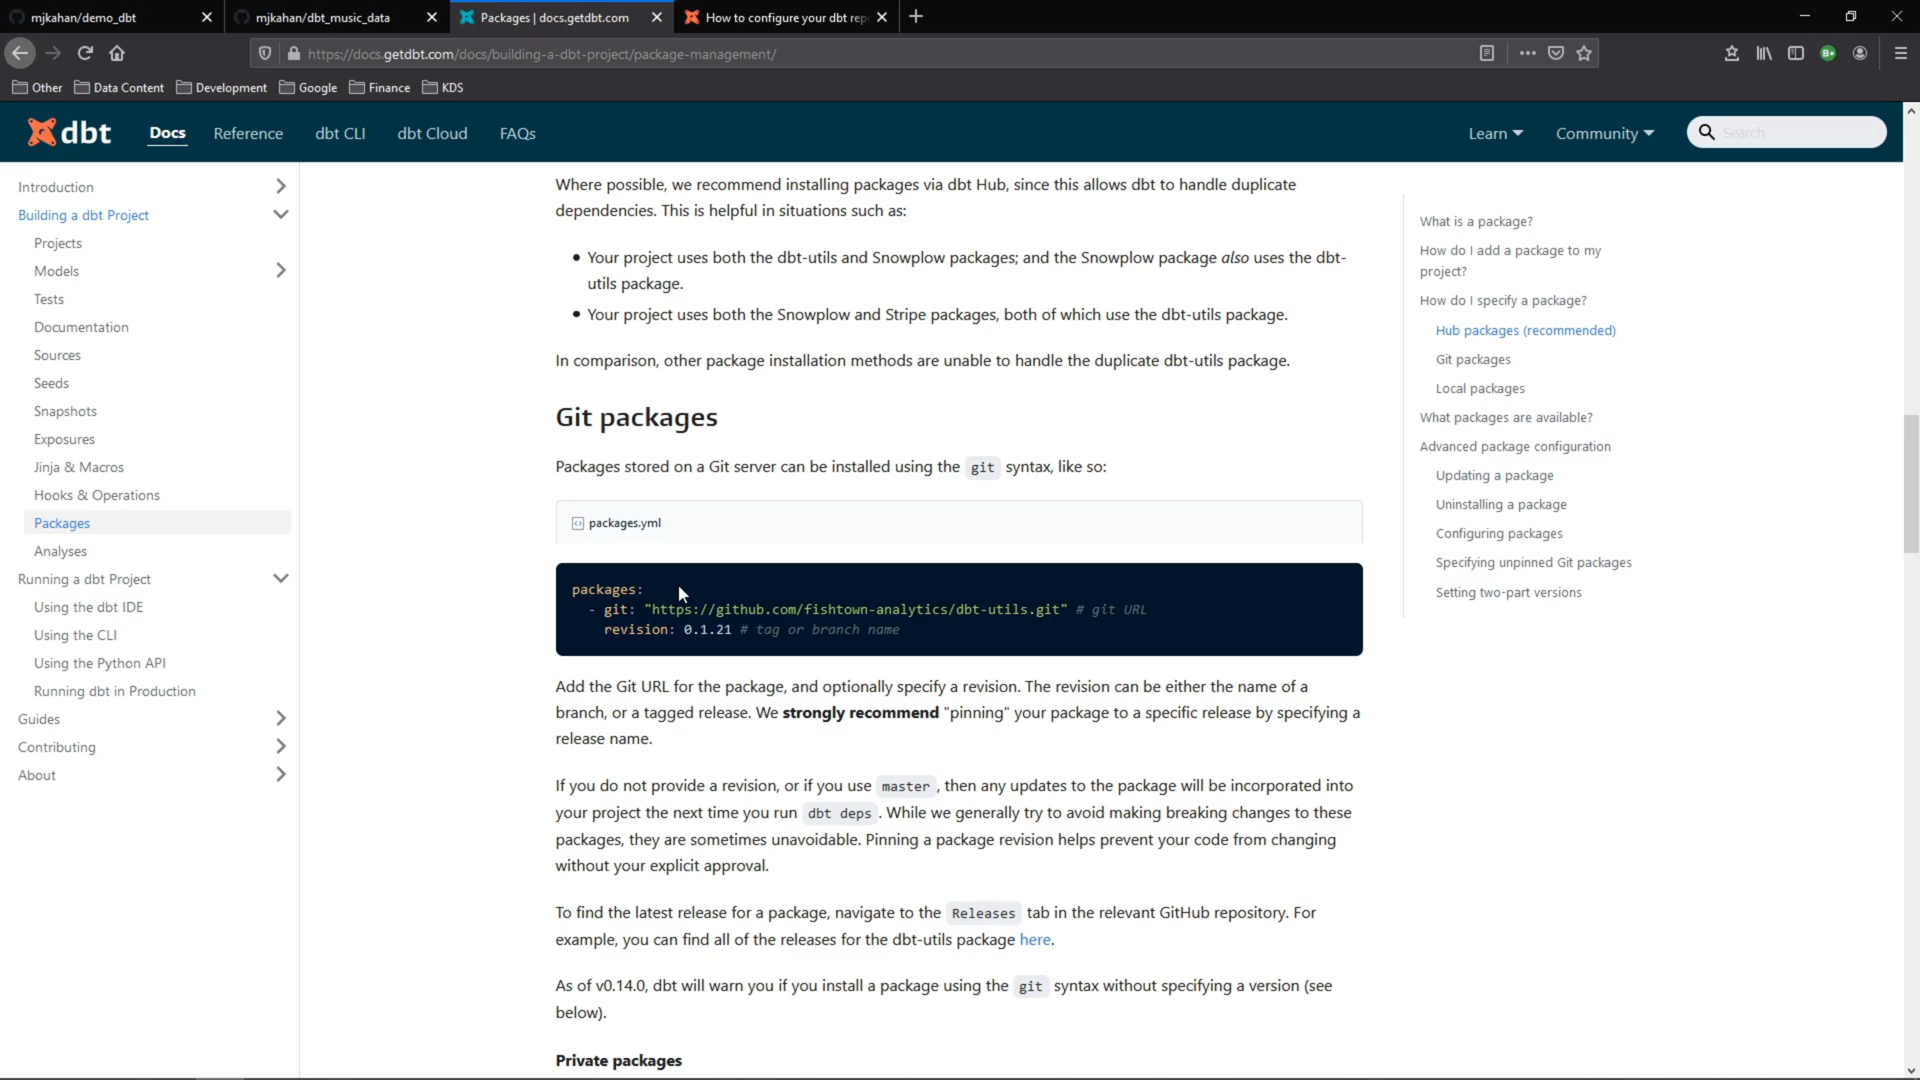 mjkahan/demo_dbt
mjkahan/dbt_music_data
Packages | docs.getdbt.com
How to configure your dbt rep
https://docs.getdbt.com/docs/building-a-dbt-project/package-management/
Other
Data Content
Development
Google
Finance
KDS
dbt
Docs
Reference
dbt CLI
dbt Cloud
FAQs
Learn
Community
Search
Introduction
Building a dbt Project
Projects
Models
Tests
Documentation
Sources
Seeds
Snapshots
Exposures
Jinja & Macros
Hooks & Operations
Packages
Analyses
Running a dbt Project
Using the dbt IDE
Using the CLI
Using the Python API
Running dbt in Production
Guides
Contributing
About
Where possible, we recommend installing packages via dbt Hub, since this allows dbt to handle duplicate
dependencies. This is helpful in situations such as:
• Your project uses both the dbt-utils and Snowplow packages; and the Snowplow package also uses the dbt-
utils package.
• Your project uses both the Snowplow and Stripe packages, both of which use the dbt-utils package.
In comparison, other package installation methods are unable to handle the duplicate dbt-utils package.
Git packages
Packages stored on a Git server can be installed using the git syntax, like so:
packages.yml
packages:
- git: "https://github.com/fishtown-analytics/dbt-utils.git" # git URL
revision: 0.1.21 # tag or branch name
Add the Git URL for the package, and optionally specify a revision. The revision can be either the name of a
branch, or a tagged release. We strongly recommend "pinning" your package to a specific release by specifying a
release name.
If you do not provide a revision, or if you use master , then any updates to the package will be incorporated into
your project the next time you run dbt deps . While we generally try to avoid making breaking changes to these
packages, they are sometimes unavoidable. Pinning a package revision helps prevent your code from changing
without your explicit approval.
To find the latest release for a package, navigate to the Releases tab in the relevant GitHub repository. For
example, you can find all of the releases for the dbt-utils package here.
As of v0.14.0, dbt will warn you if you install a package using the git syntax without specifying a version (see
below).
Private packages
What is a package?
How do I add a package to my
project?
How do I specify a package?
Hub packages (recommended)
Git packages
Local packages
What packages are available?
Advanced package configuration
Updating a package
Uninstalling a package
Configuring packages
Specifying unpinned Git packages
Setting two-part versions